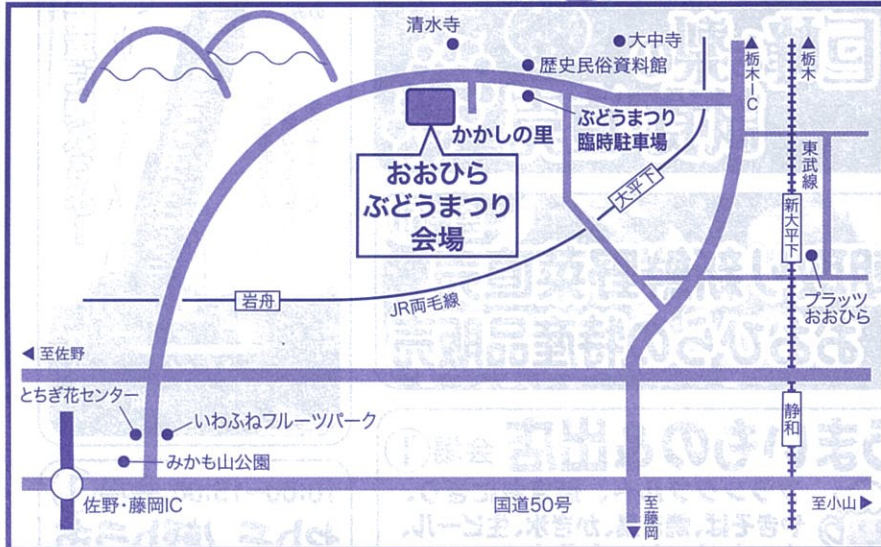 清水寺
大中寺
歴史民俗資料館
ぶどうまつり
臨時駐車場
かかしの里
おおひら
ぶどうまつり
会場
▲栃木IC
▲栃木
東武線
新大平下
大平下
プラッツ
おおひら
岩舟
JR両毛線
◀至佐野
とちぎ花センター
いわふねフルーツパーク
みかも山公園
静和
佐野・藤岡IC
国道50号
至藤岡▼
至小山▶